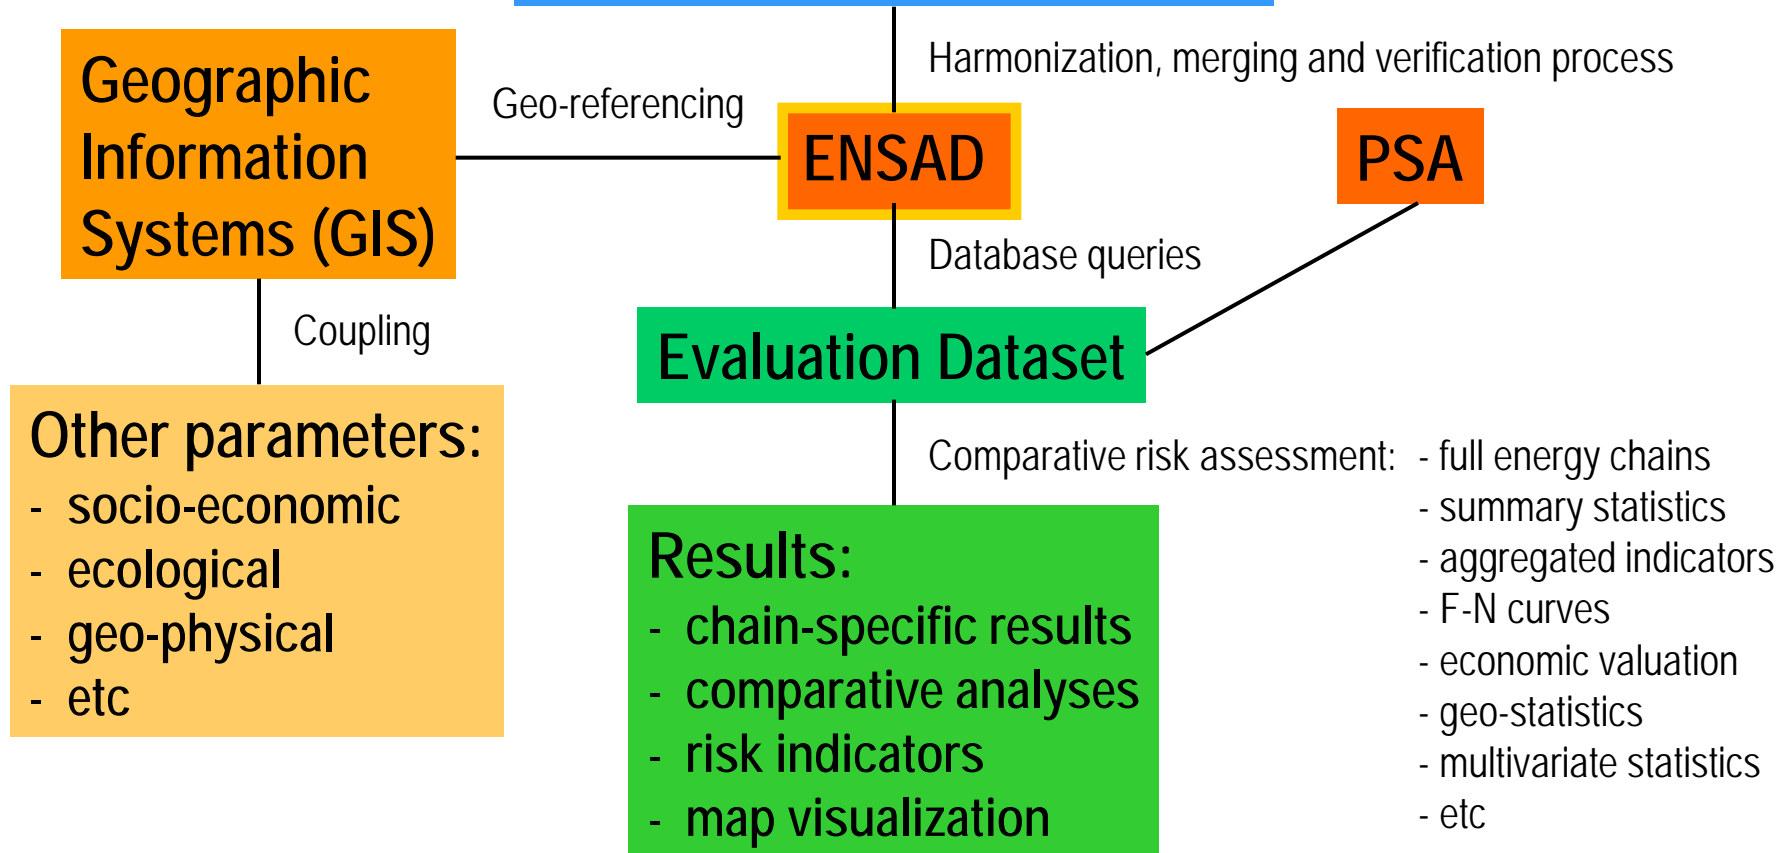 Harmonization, merging and verification process
Geographic
Information
Systems (GIS)
Geo-referencing
ENSAD
PSA
Database queries
Coupling
Evaluation Dataset
Other parameters:
- socio-economic
- ecological
- geo-physical
- etc
Comparative risk assessment: - full energy chains
- summary statistics
- aggregated indicators
- F-N curves
- economic valuation
- geo-statistics
- multivariate statistics
- etc
Results:
- chain-specific results
- comparative analyses
- risk indicators
- map visualization